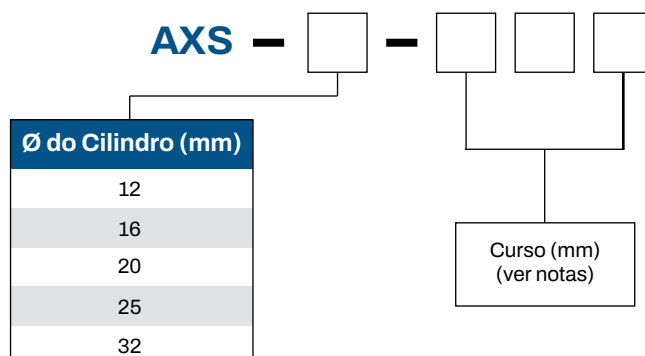 AXS - -
Ø do Cilindro (mm)
12
16
20
25
32
Curso (mm)
(ver notas)